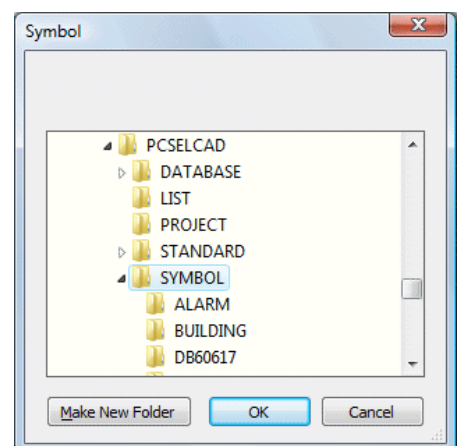 Symbol
PCSELCAD
DATABASE
LIST
PROJECT
STANDARD
SYMBOL
ALARM
BUILDING
DB60617
Make New Folder OK Cancel